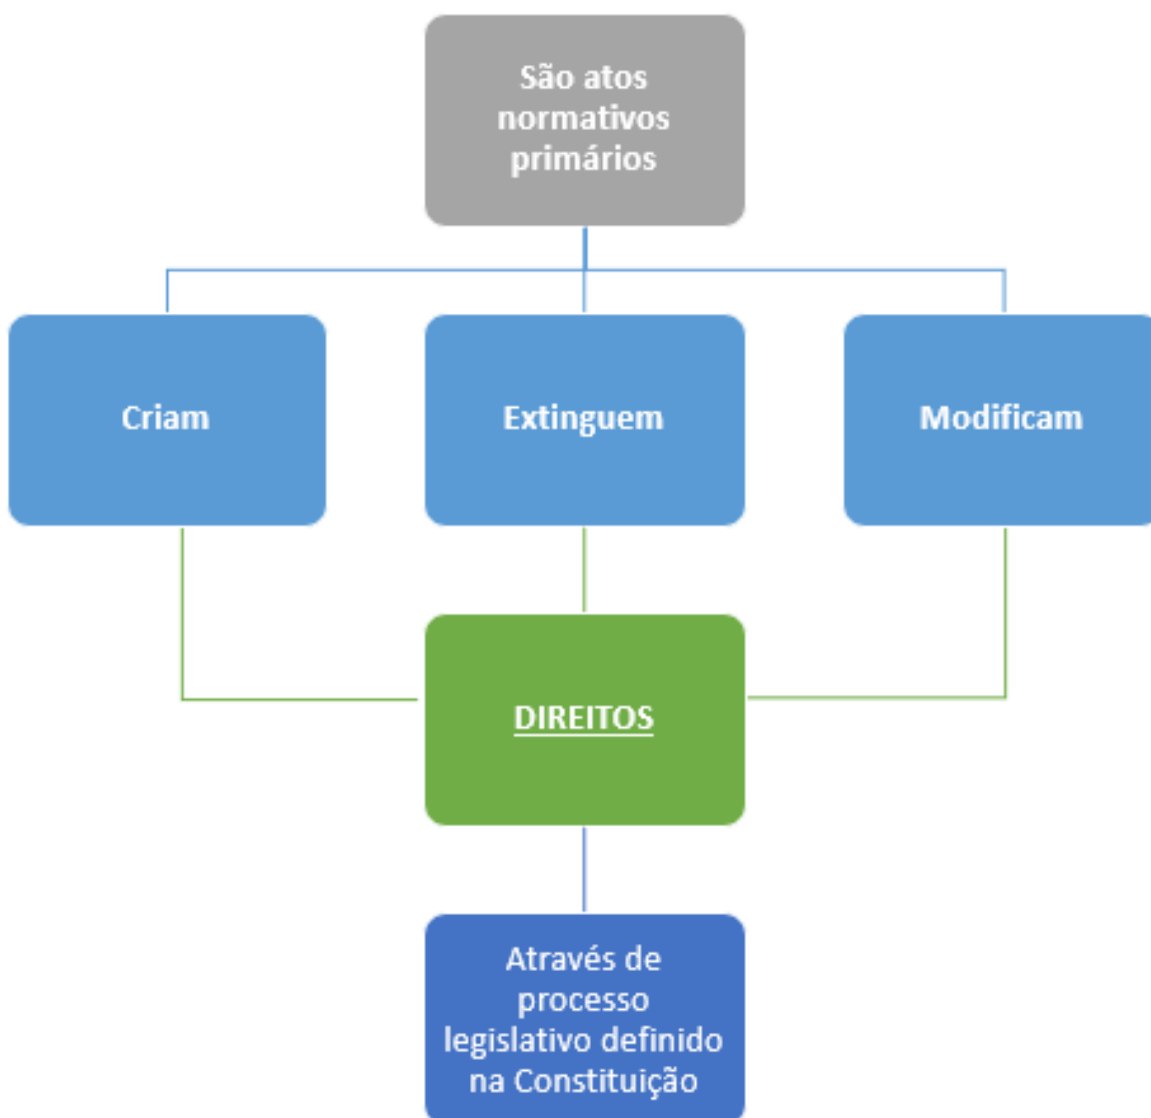 São atos
normativos
primários
Criam
Extinguem
Modificam
DIREITOS
Através de
processo
legislativo definido
na Constituição